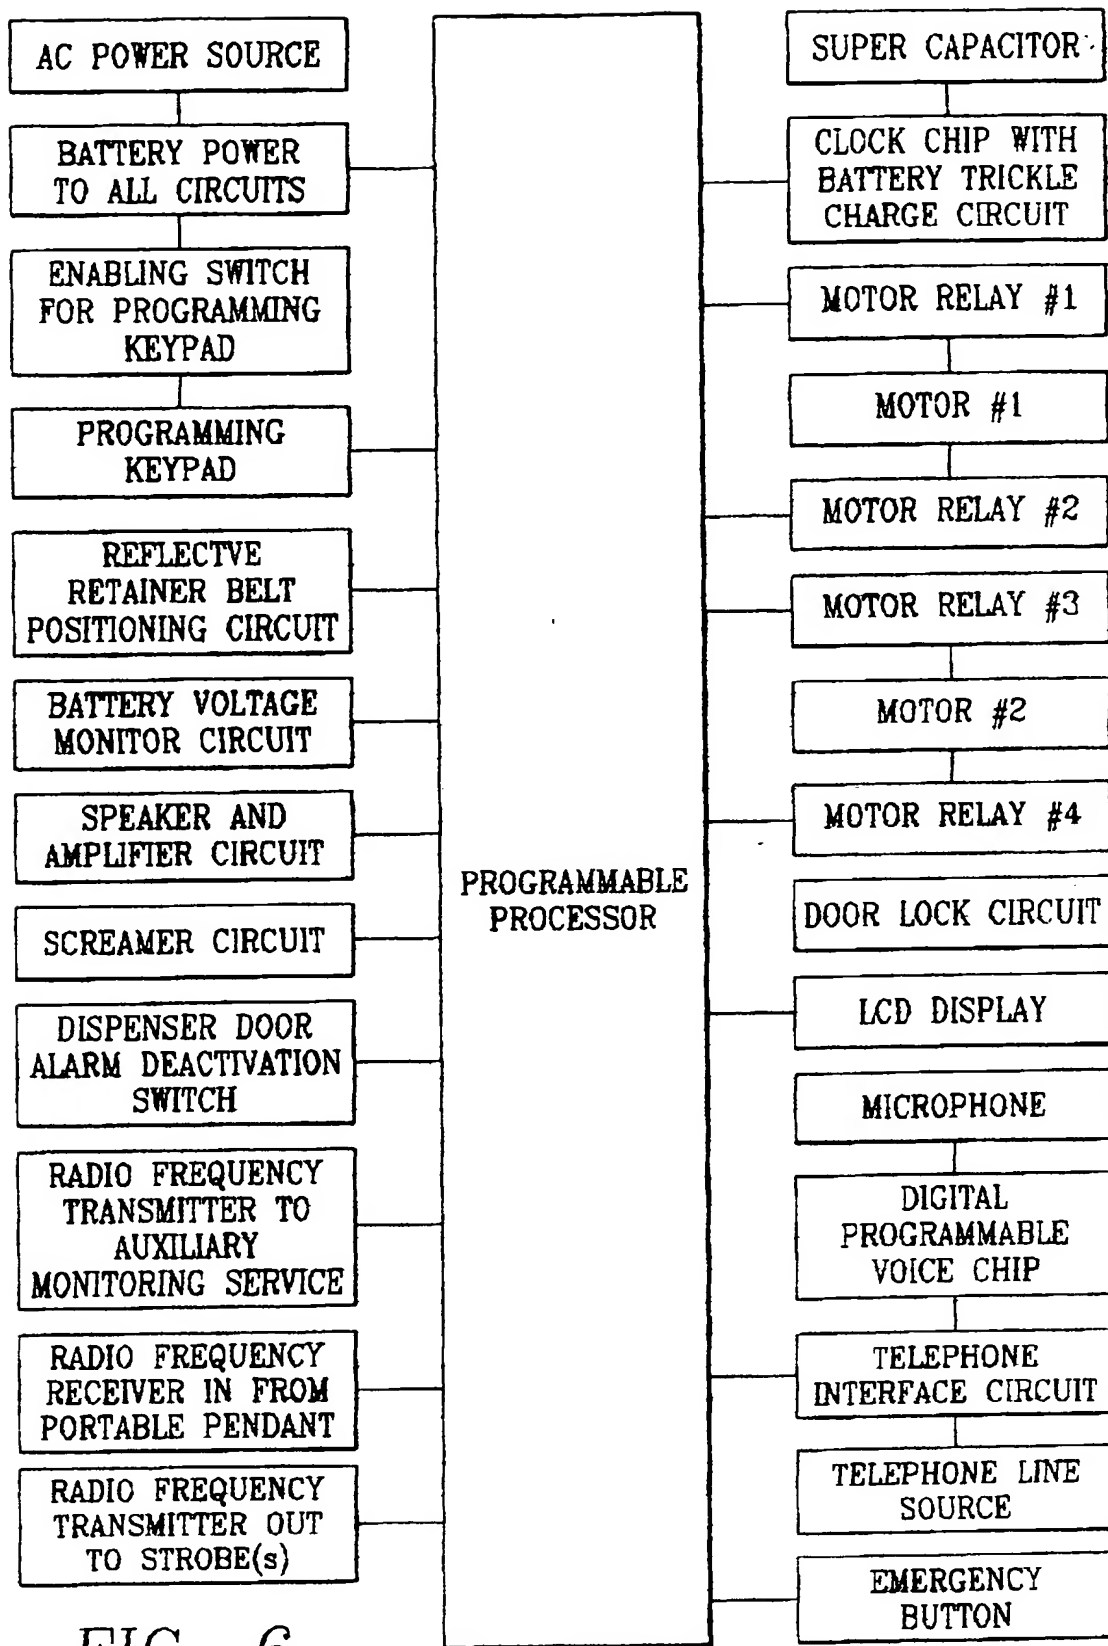 AC POWER SOURCE
BATTERY POWER
TO ALL CIRCUITS
ENABLING SWITCH
FOR PROGRAMMING
KEYPAD
PROGRAMMING
KEYPAD
REFLECTVE
RETAINER BELT
POSITIONING CIRCUIT
BATTERY VOLTAGE
MONITOR CIRCUIT
SPEAKER AND
AMPLIFIER CIRCUIT
SCREAMER CIRCUIT
DISPENSER DOOR
ALARM DEACTIVATION
SWITCH
RADIO FREQUENCY
TRANSMITTER TO
AUXILIARY
MONITORING SERVICE
RADIO FREQUENCY
RECEIVER IN FROM
PORTABLE PENDANT
RADIO FREQUENCY
TRANSMITTER OUT
TO STROBE(s)
PROGRAMMABLE
PROCESSOR
SUPER CAPACITOR
CLOCK CHIP WITH
BATTERY TRICKLE
CHARGE CIRCUIT
MOTOR RELAY #1
MOTOR #1
MOTOR RELAY #2
MOTOR RELAY #3
MOTOR #2
MOTOR RELAY #4
DOOR LOCK CIRCUIT
LCD DISPLAY
MICROPHONE
DIGITAL
PROGRAMMABLE
VOICE CHIP
TELEPHONE
INTERFACE CIRCUIT
TELEPHONE LINE
SOURCE
EMERGENCY
BUTTON
FIG. 6